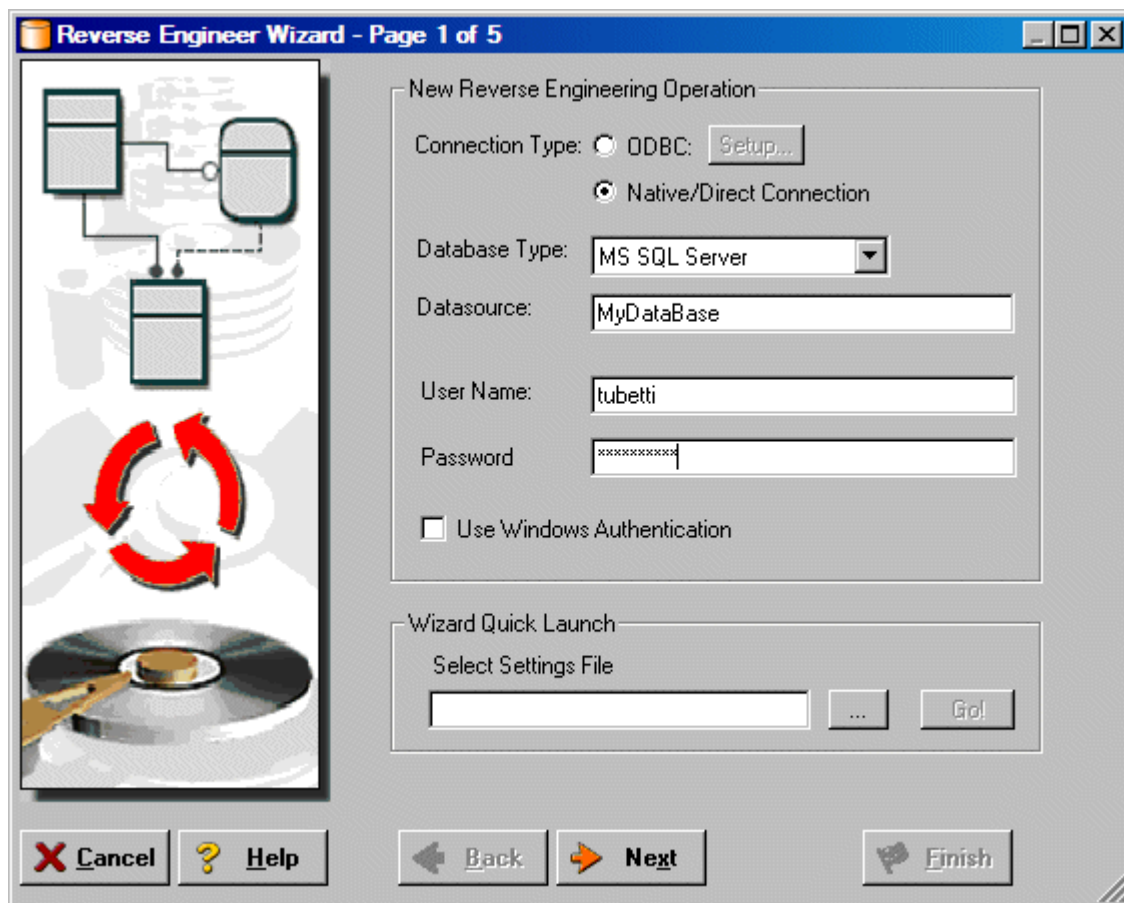 Reverse Engineer Wizard - Page 1 of 5
New Reverse Engineering Operation
Connection Type: ODBC: Setup...
Native/Direct Connection
Database Type: MS SQL Server
Datasource: MyDataBase
User Name: tubetti
Password **********
Use Windows Authentication
Wizard Quick Launch
Select Settings File
... Go!
Cancel ? Help Back Next Finish